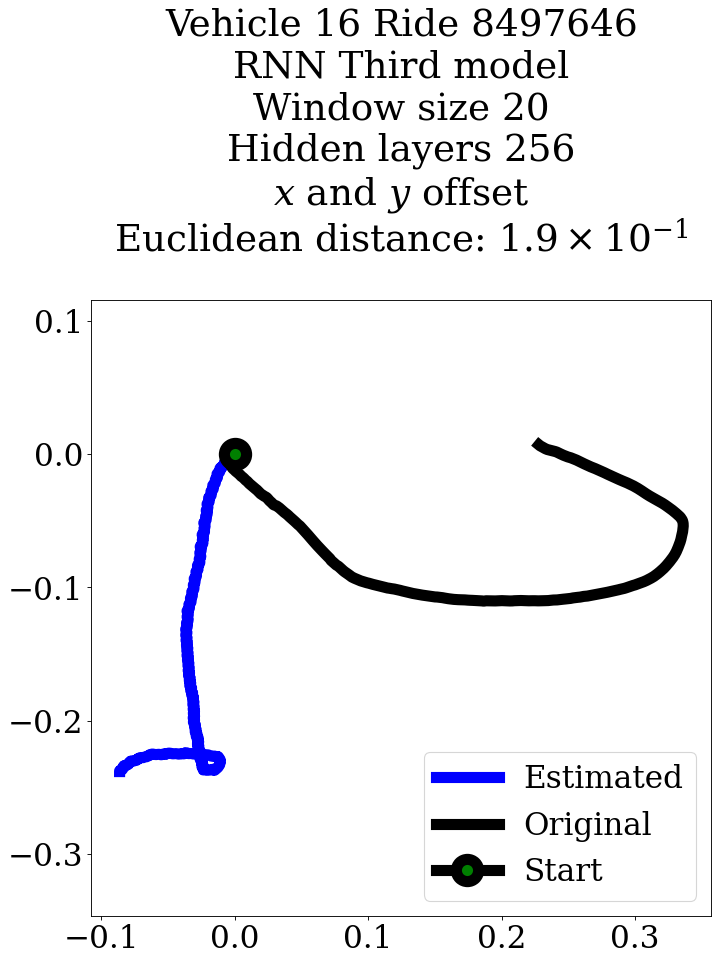 Vehicle 16 Ride 8497646
RNN Third model
Window size 20
Hidden layers 256
x and y offset
Euclidean distance: 1.9 × 10⁻¹
0.1
0.0
−0.1
−0.2
−0.3
−0.1
0.0
0.1
0.2
0.3
Estimated
Original
Start